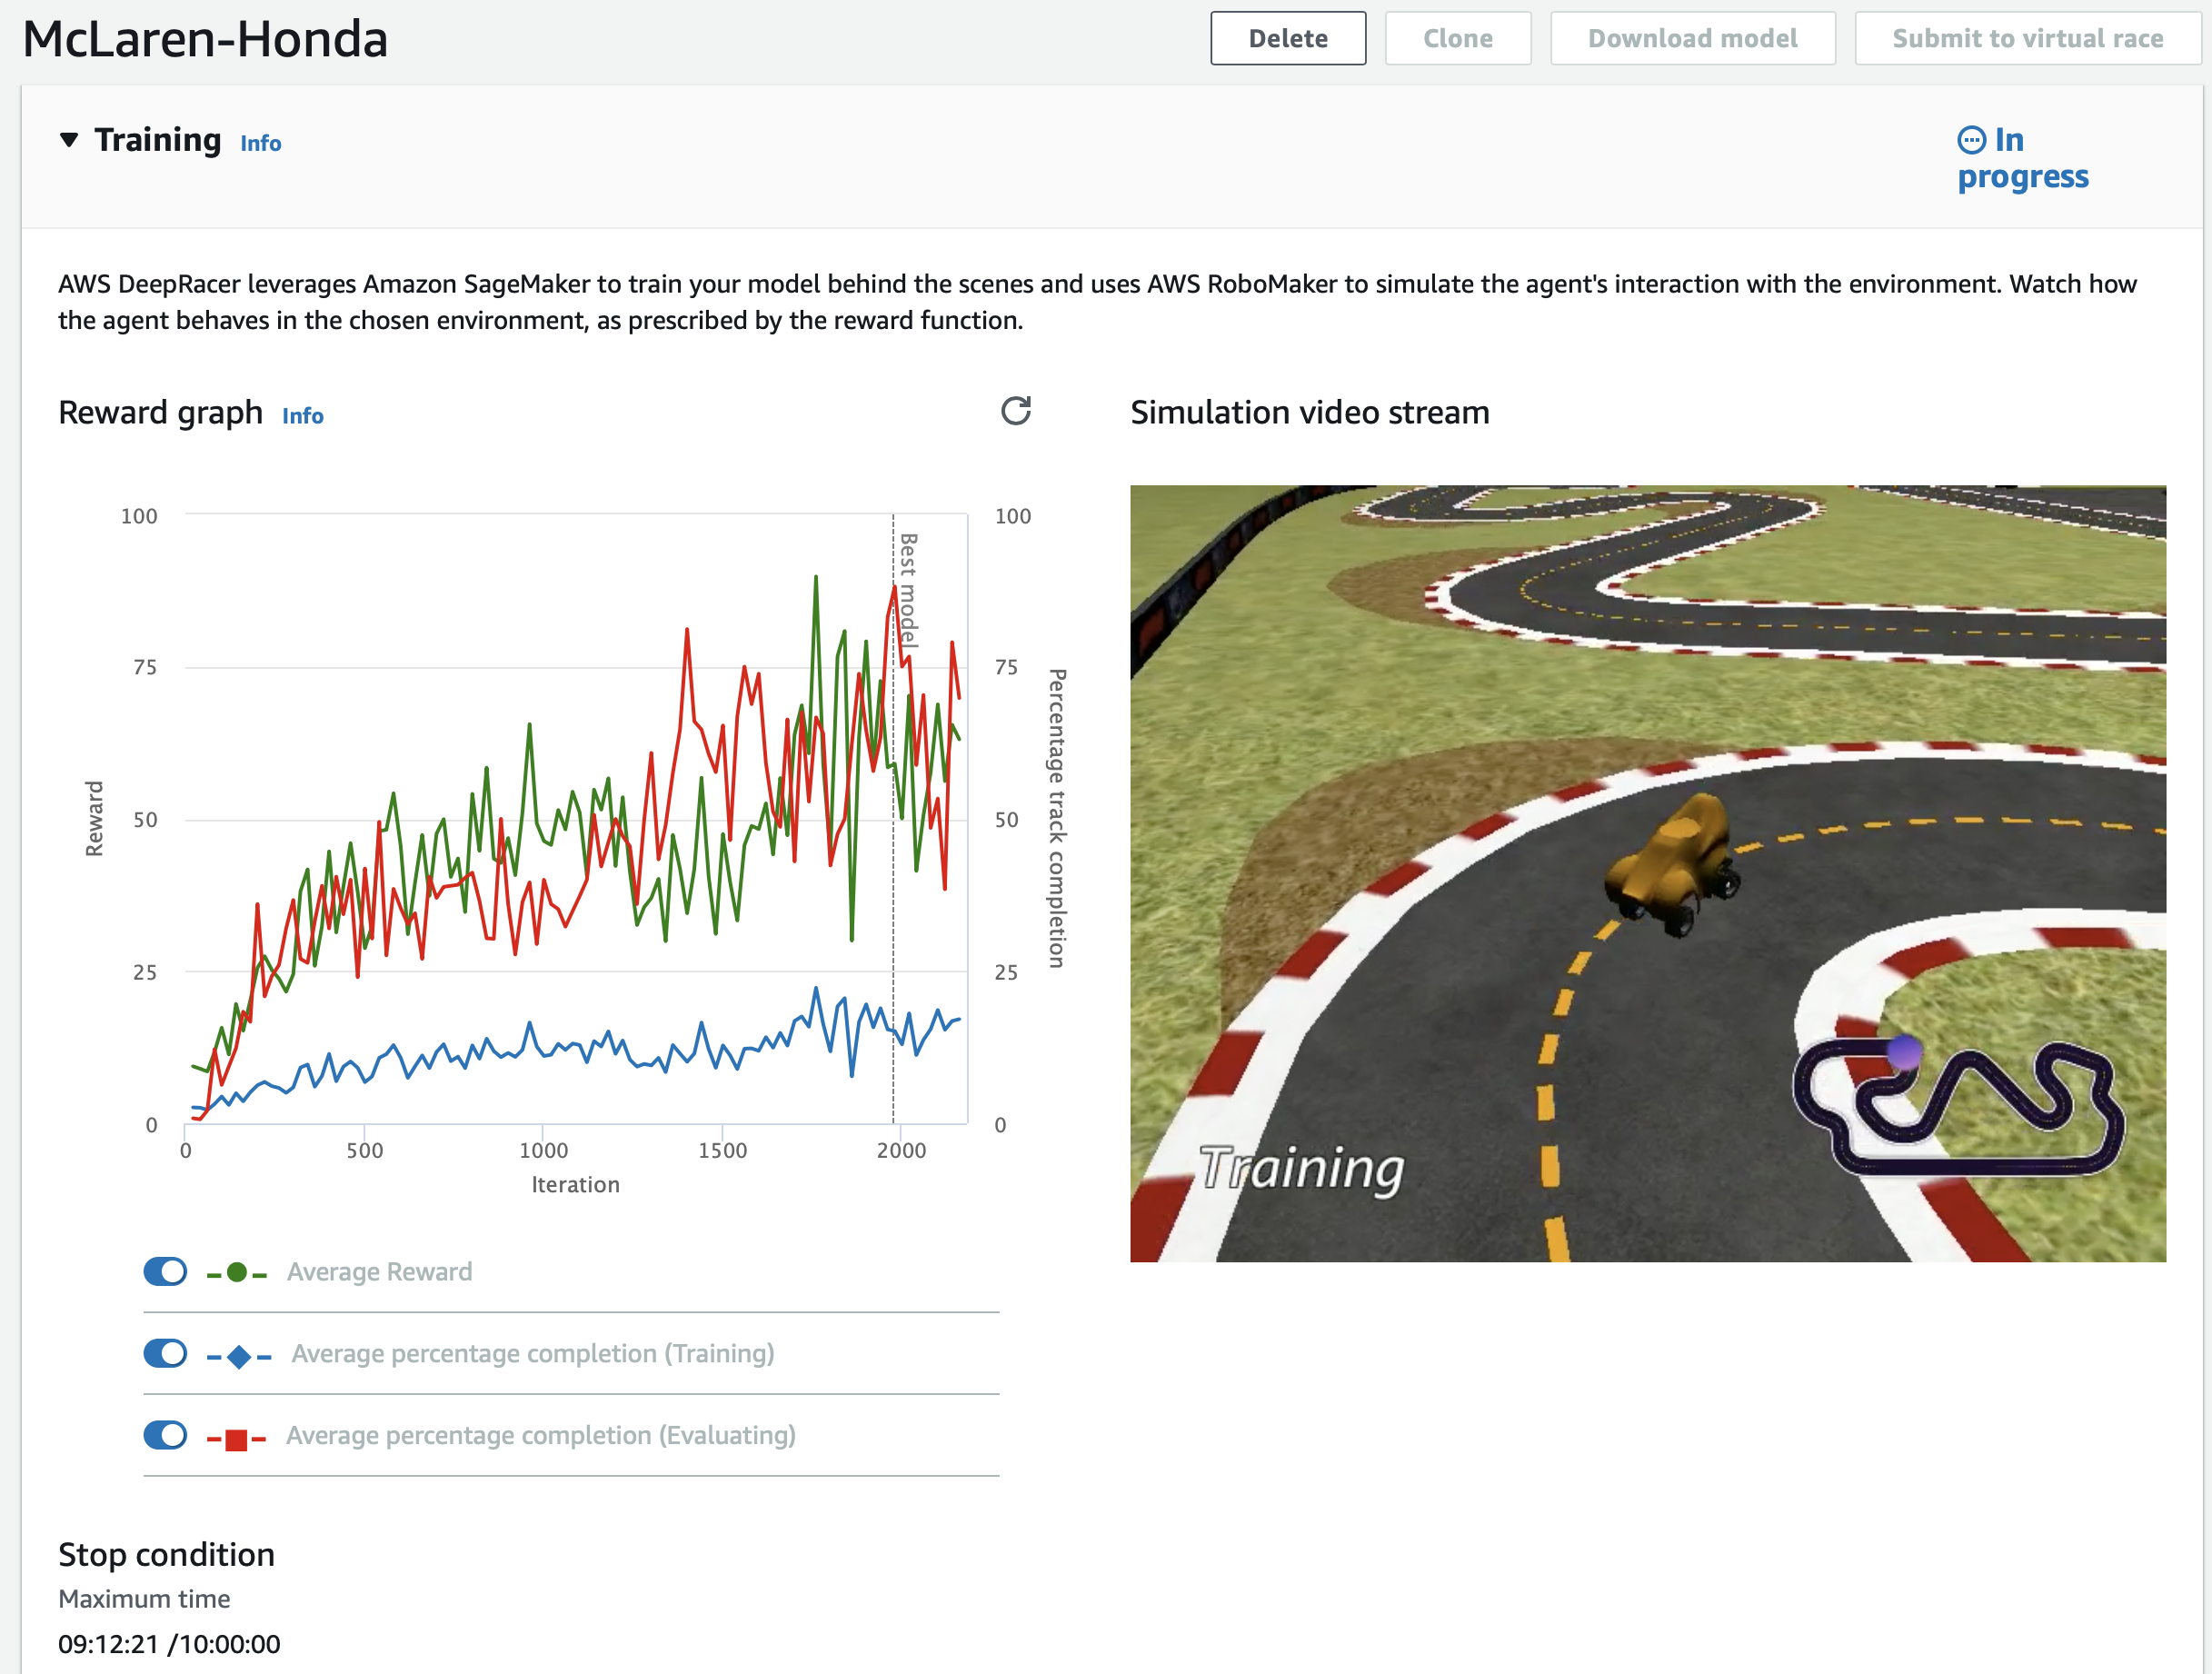 McLaren-Honda
Delete
Clone
Download model
Submit to virtual race
Training Info
In
progress
AWS DeepRacer leverages Amazon SageMaker to train your model behind the scenes and uses AWS RoboMaker to simulate the agent's interaction with the environment. Watch how
the agent behaves in the chosen environment, as prescribed by the reward function.
Reward graph Info
100
75
50
25
0
Reward
100
75
50
25
0
Percentage track completion
Best model
0 500 1000 1500 2000
Iteration
Average Reward
Average percentage completion (Training)
Average percentage completion (Evaluating)
Simulation video stream
Training
Stop condition
Maximum time
09:12:21 /10:00:00